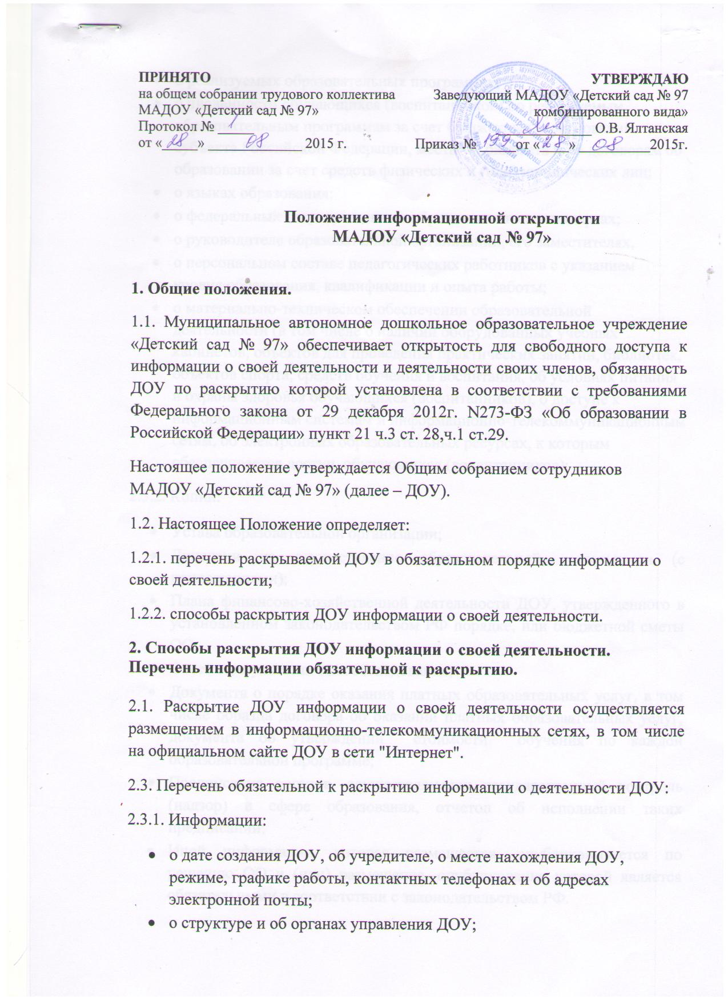 ПРИНЯТО
на общем собрании трудового коллектива
МАДОУ «Детский сад № 97»
Протокол № 1
от « 28 » 08 2015 г.
УТВЕРЖДАЮ
Заведующий МАДОУ «Детский сад № 97
комбинированного вида»
О.В. Ялтанская
Приказ № 199 от « 28 » 08 2015г.
Положение информационной открытости
МАДОУ «Детский сад № 97»
1. Общие положения.
1.1. Муниципальное автономное дошкольное образовательное учреждение
«Детский сад № 97» обеспечивает открытость для свободного доступа к
информации о своей деятельности и деятельности своих членов, обязанность
ДОУ по раскрытию которой установлена в соответствии с требованиями
Федерального закона от 29 декабря 2012г. N273-ФЗ «Об образовании в
Российской Федерации» пункт 21 ч.3 ст. 28,ч.1 ст.29.
Настоящее положение утверждается Общим собранием сотрудников
МАДОУ «Детский сад № 97» (далее – ДОУ).
1.2. Настоящее Положение определяет:
1.2.1. перечень раскрываемой ДОУ в обязательном порядке информации о
своей деятельности;
1.2.2. способы раскрытия ДОУ информации о своей деятельности.
2. Способы раскрытия ДОУ информации о своей деятельности.
Перечень информации обязательной к раскрытию.
2.1. Раскрытие ДОУ информации о своей деятельности осуществляется
размещением в информационно-телекоммуникационных сетях, в том числе
на официальном сайте ДОУ в сети "Интернет".
2.3. Перечень обязательной к раскрытию информации о деятельности ДОУ:
2.3.1. Информации:
• о дате создания ДОУ, об учредителе, о месте нахождения ДОУ,
режиме, графике работы, контактных телефонах и об адресах
электронной почты;
• о структуре и об органах управления ДОУ;